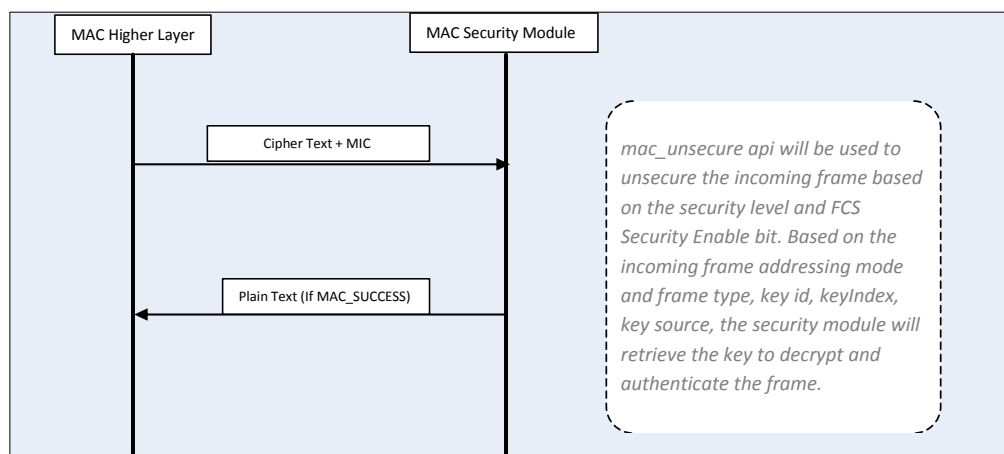 MAC Higher Layer
MAC Security Module
Cipher Text + MIC
mac_unsecure api will be used to
unsecure the incoming frame based
on the security level and FCS
Security Enable bit. Based on the
incoming frame addressing mode
and frame type, key id, keyIndex,
key source, the security module will
retrieve the key to decrypt and
authenticate the frame.
Plain Text (If MAC_SUCCESS)